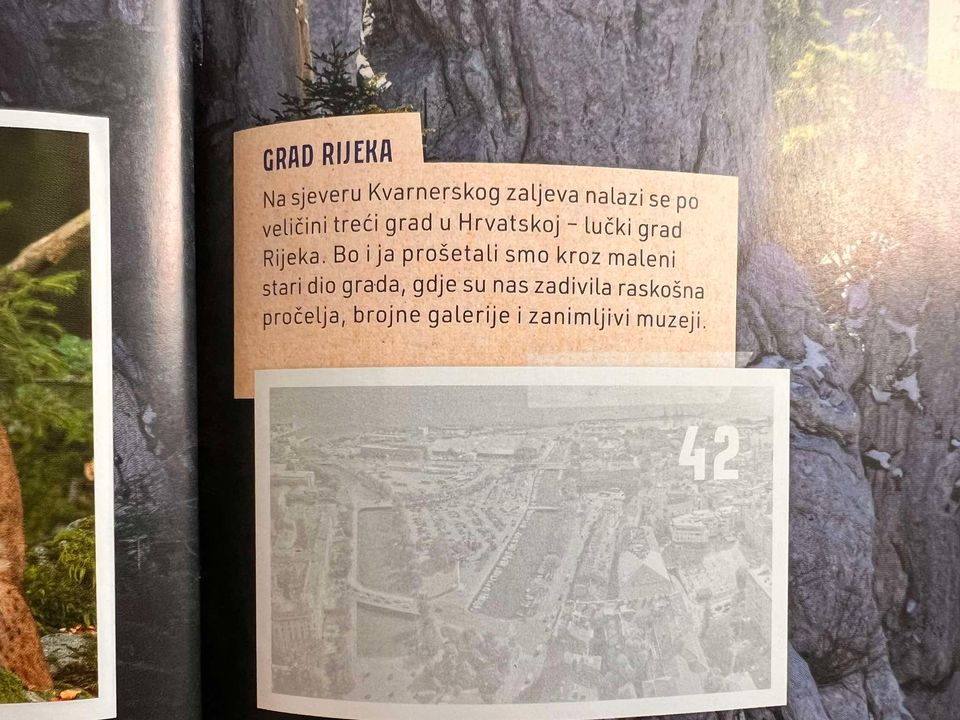 GRAD RIJEKA
Na sjeveru Kvarnerskog zaljeva nalazi se po
veličini treći grad u Hrvatskoj – lučki grad
Rijeka. Bo i ja prošetali smo kroz maleni
stari dio grada, gdje su nas zadivila raskošna
pročelja, brojne galerije i zanimljivi muzeji.
42